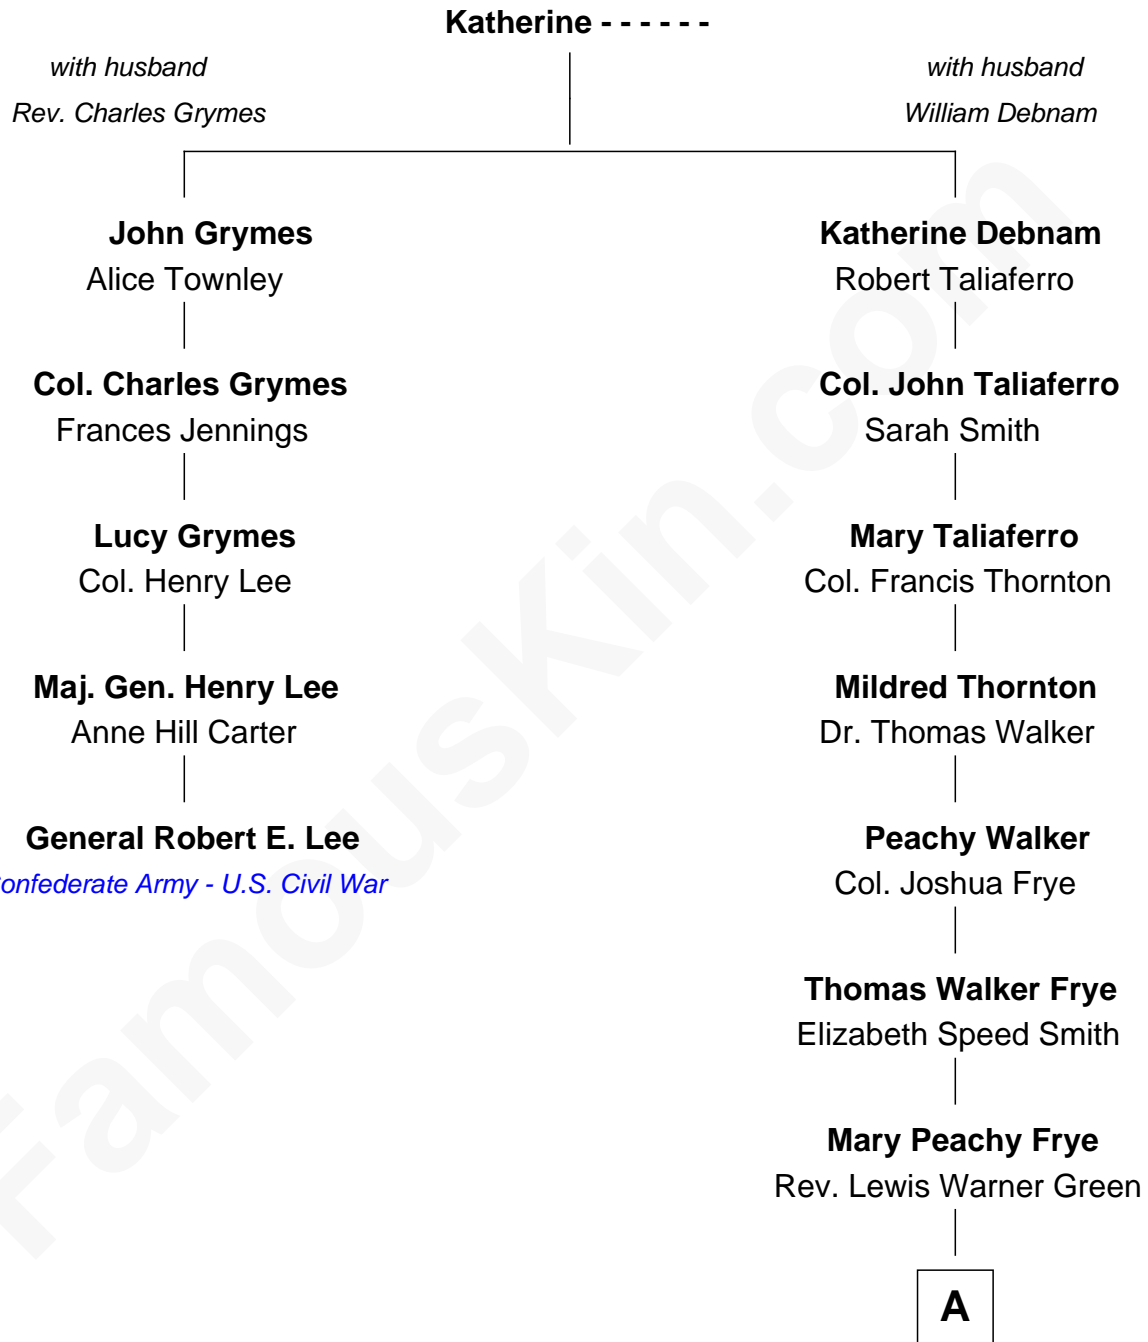 Katherine - - - - - -
with husband
Rev. Charles Grymes
with husband
William Debnam
John Grymes
Alice Townley
Katherine Debnam
Robert Taliaferro
Col. Charles Grymes
Frances Jennings
Col. John Taliaferro
Sarah Smith
Lucy Grymes
Col. Henry Lee
Mary Taliaferro
Col. Francis Thornton
Maj. Gen. Henry Lee
Anne Hill Carter
Mildred Thornton
Dr. Thomas Walker
General Robert E. Lee
onfederate Army - U.S. Civil War
Peachy Walker
Col. Joshua Frye
Thomas Walker Frye
Elizabeth Speed Smith
Mary Peachy Frye
Rev. Lewis Warner Green
A
FamousKin.com